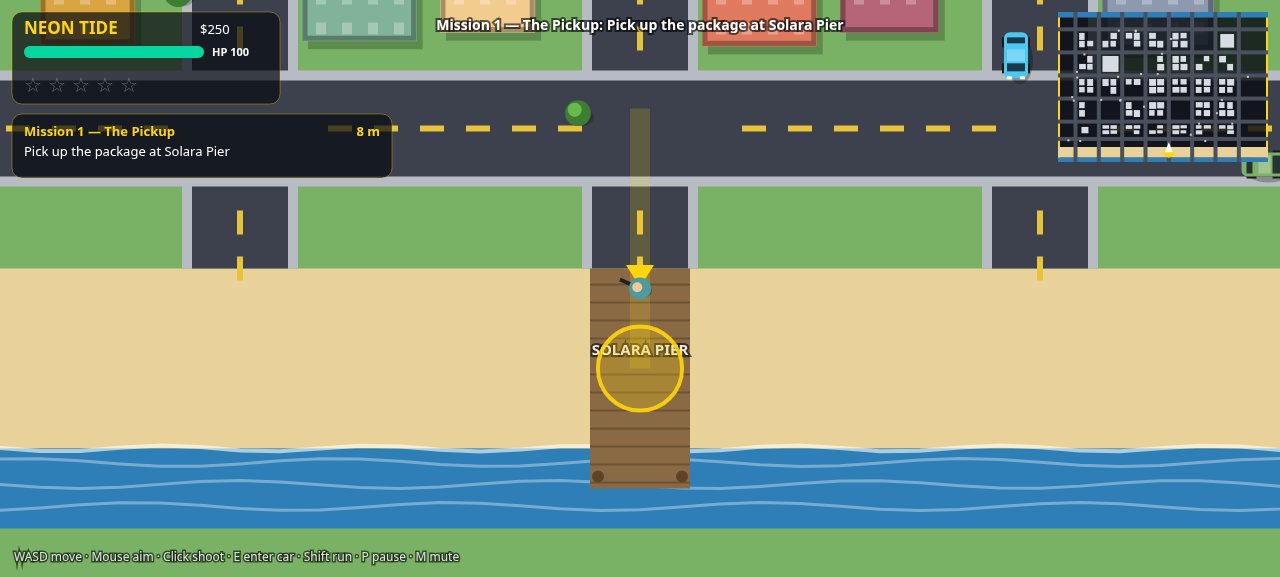 Mission 1 — The Pickup: Pick up the package at Solara Pier
NEON TIDE
$250
HP 100
☆ ☆ ☆ ☆ ☆
Mission 1 — The Pickup
8 m
Pick up the package at Solara Pier
SOLARA PIER
WASD move · Mouse aim · Click shoot · E enter car · Shift run · P pause · M mute